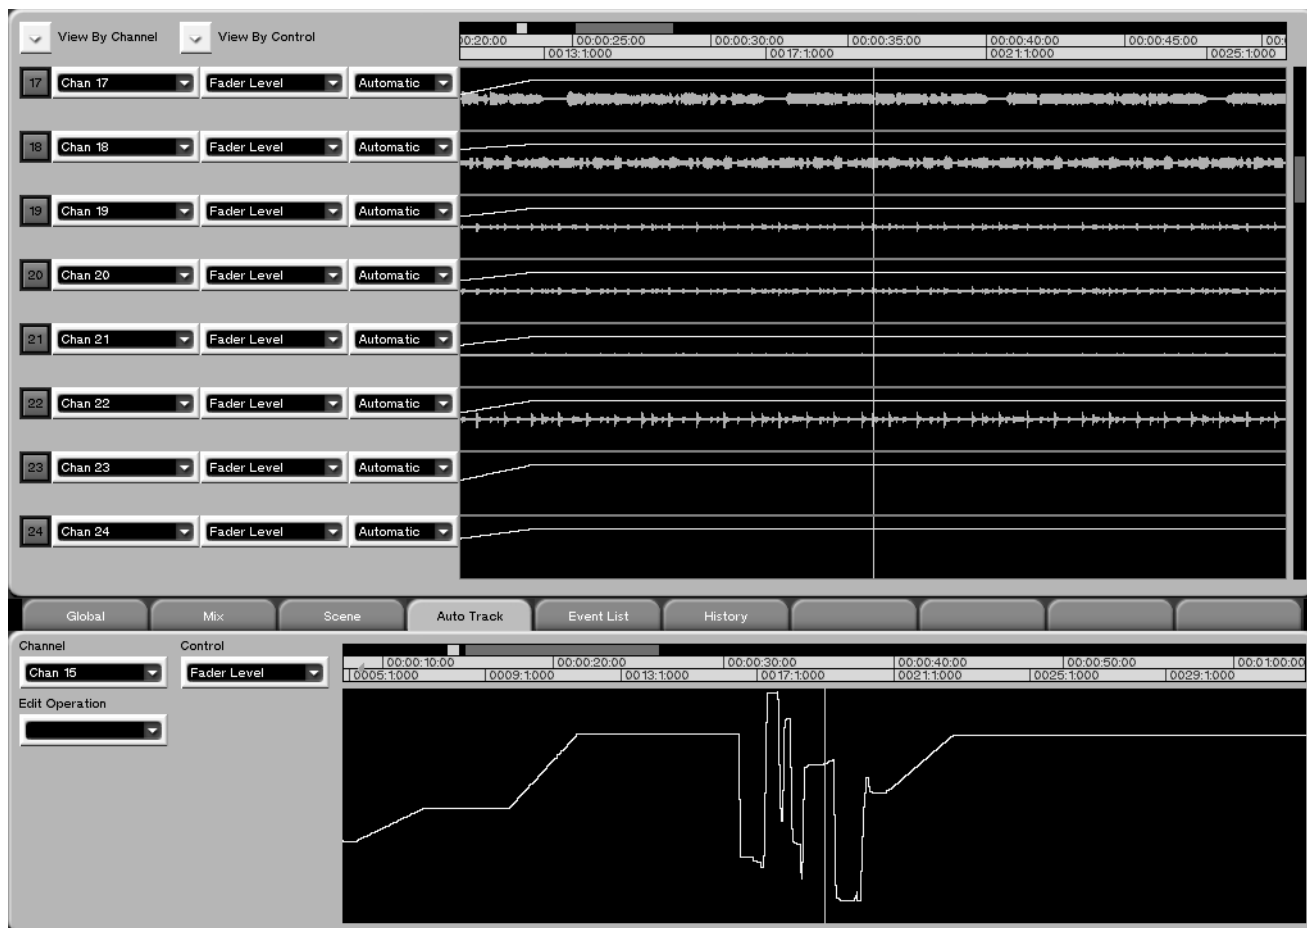 View By Channel View By Control
00:20:00 00:00:25:00 00:00:30:00 00:00:35:00 00:00:40:00 00:00:45:00 00:
0013:1:000 0017:1:000 0021:1:000 0025:1:000
17 Chan 17 Fader Level Automatic
18 Chan 18 Fader Level Automatic
19 Chan 19 Fader Level Automatic
20 Chan 20 Fader Level Automatic
21 Chan 21 Fader Level Automatic
22 Chan 22 Fader Level Automatic
23 Chan 23 Fader Level Automatic
24 Chan 24 Fader Level Automatic
Global Mix Scene Auto Track Event List History
Channel Control
Chan 15 Fader Level
Edit Operation
00:00:10:00 00:00:20:00 00:00:30:00 00:00:40:00 00:00:50:00 00:01:00:00
0005:1:000 0009:1:000 0013:1:000 0017:1:000 0021:1:000 0025:1:000 0029:1:000